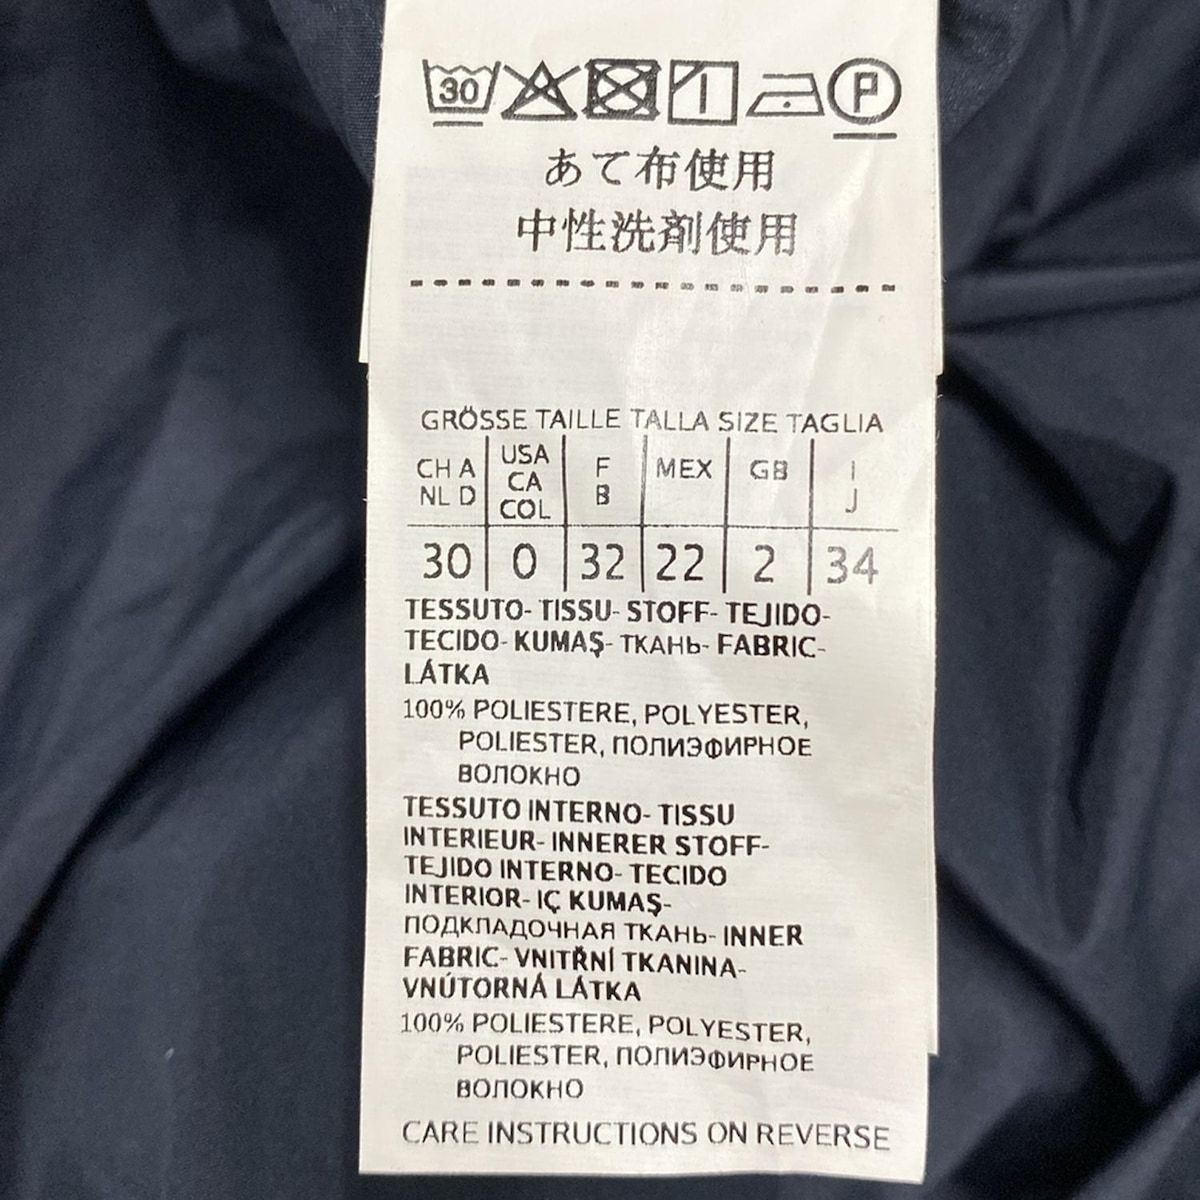 30 P
あて布使用
中性洗剤使用
GRÖSSE TAILLE TALLA SIZE TAGLIA
CH A NL D USA CA COL F B MEX GB I J
30 0 32 22 2 34
TESSUTO- TISSU- STOFF- TEJIDO-
TECIDO- KUMAŞ- ТКАНЬ- FABRIC-
LÁTKA
100% POLIESTERE, POLYESTER,
POLIESTER, ПОЛИЭФИРНОЕ
ВОЛОКНО
TESSUTO INTERNO- TISSU
INTERIEUR- INNERER STOFF-
TEJIDO INTERNO- TECIDO
INTERIOR- IÇ KUMAŞ-
ПОДКЛАДОЧНАЯ ТКАНЬ- INNER
FABRIC- VNITŘNÍ TKANINA-
VNÚTORNÁ LÁTKA
100% POLIESTERE, POLYESTER,
POLIESTER, ПОЛИЭФИРНОЕ
ВОЛОКНО
CARE INSTRUCTIONS ON REVERSE